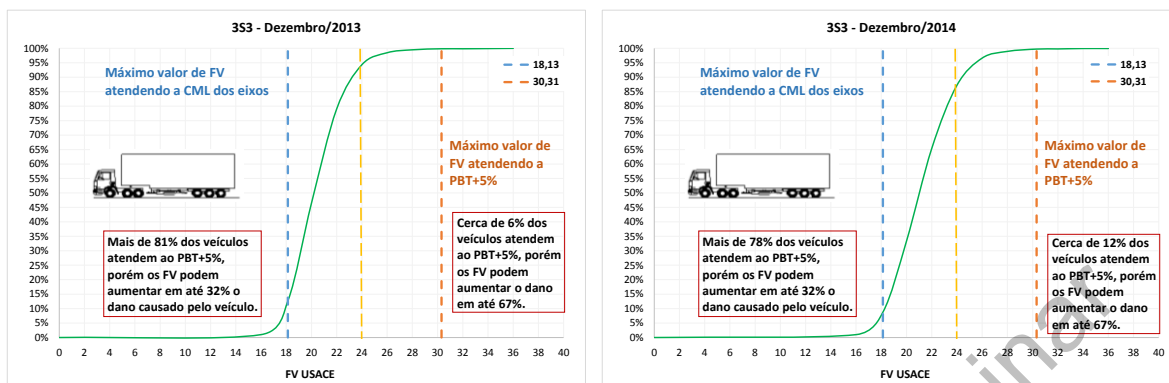 3S3 - Dezembro/2013
100%
95%
90%
85%
80%
75%
70%
65%
60%
55%
50%
45%
40%
35%
30%
25%
20%
15%
10%
5%
0%
Máximo valor de FV
atendendo a CML dos eixos
18,13
30,31
Máximo valor de
FV atendendo a
PBT+5%
Mais de 81% dos veículos
atendem ao PBT+5%,
porém os FV podem
aumentar em até 32% o
dano causado pelo veículo.
Cerca de 6% dos
veículos atendem
ao PBT+5%, porém
os FV podem
aumentar o dano
em até 67%.
0 2 4 6 8 10 12 14 16 18 20 22 24 26 28 30 32 34 36 38 40
FV USACE
3S3 - Dezembro/2014
100%
95%
90%
85%
80%
75%
70%
65%
60%
55%
50%
45%
40%
35%
30%
25%
20%
15%
10%
5%
0%
Máximo valor de FV
atendendo a CML dos eixos
18,13
30,31
Máximo valor de
FV atendendo a
PBT+5%
Mais de 78% dos veículos
atendem ao PBT+5%,
porém os FV podem
aumentar em até 32% o
dano causado pelo veículo.
Cerca de 12% dos
veículos atendem
ao PBT+5%, porém
os FV podem
aumentar o dano
em até 67%.
0 2 4 6 8 10 12 14 16 18 20 22 24 26 28 30 32 34 36 38 40
FV USACE
inar